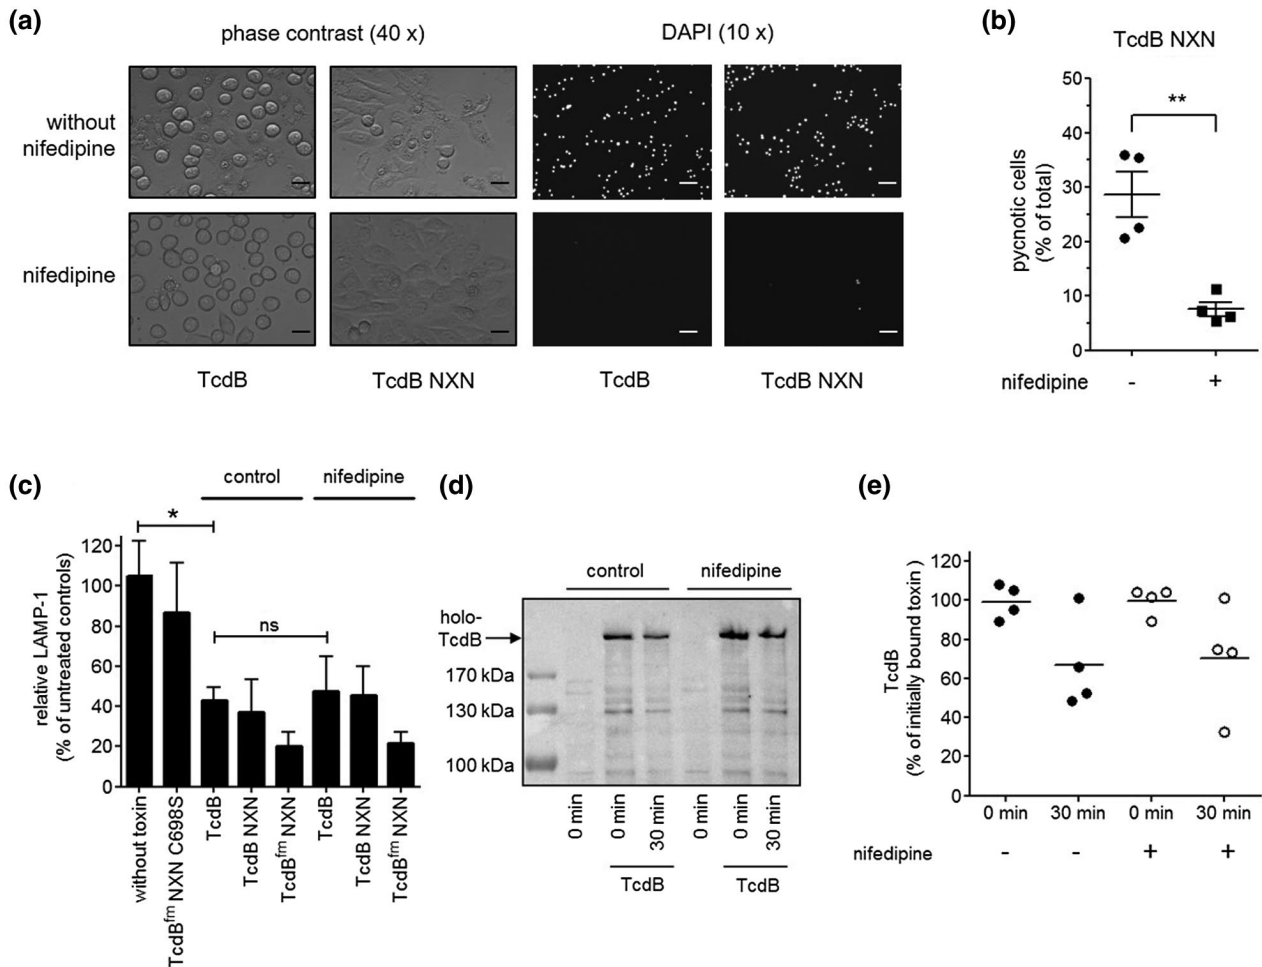 (a)
phase contrast (40 x)
DAPI (10 x)
without
nifedipine
nifedipine
TcdB
TcdB NXN
TcdB
TcdB NXN
(b)
TcdB NXN
**
pycnotic cells
(% of total)
50
40
30
20
10
0
nifedipine
-
+
(c)
control
nifedipine
*
ns
relative LAMP-1
(% of untreated controls)
120
100
80
60
40
20
0
without toxin
TcdBfm NXN C698S
TcdB
TcdB NXN
TcdBfm NXN
TcdB
TcdB NXN
TcdBfm NXN
(d)
control
nifedipine
holo-
TcdB
170 kDa
130 kDa
100 kDa
0 min
0 min
30 min
0 min
0 min
30 min
TcdB
TcdB
(e)
TcdB
(% of initially bound toxin )
120
100
80
60
40
20
0
0 min
30 min
0 min
30 min
nifedipine
-
-
+
+